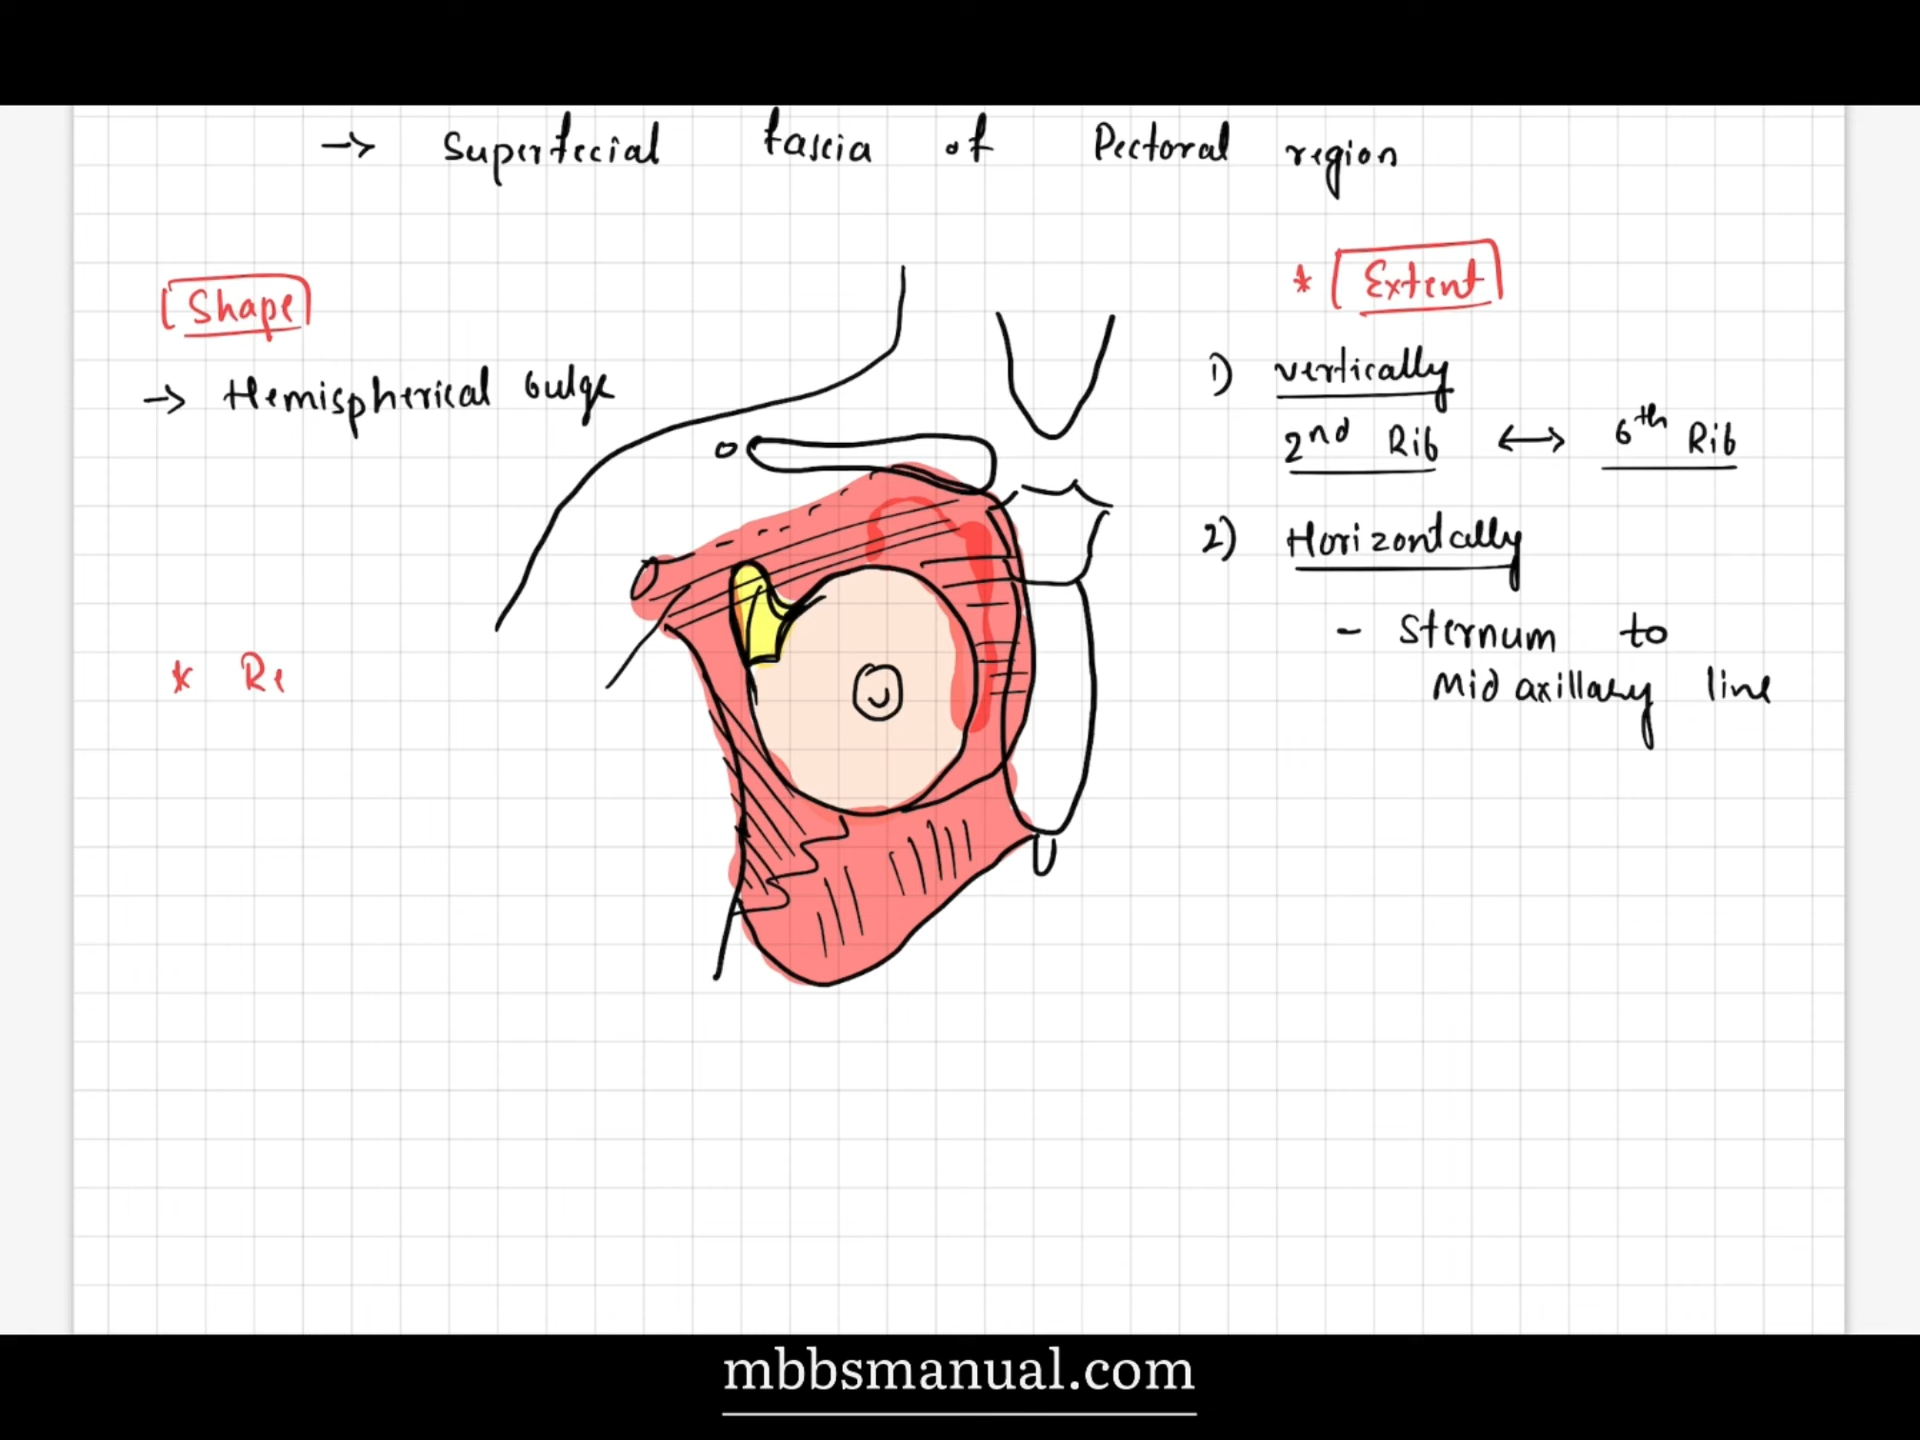 → Superfecial fascia of Pectoral region
Shape
→ Hemispherical bulge
* Re
* Extent
1) vertically
2nd Rib ↔ 6th Rib
2) Horizontally
- Sternum to
Mid axillary line
mbbsmanual.com